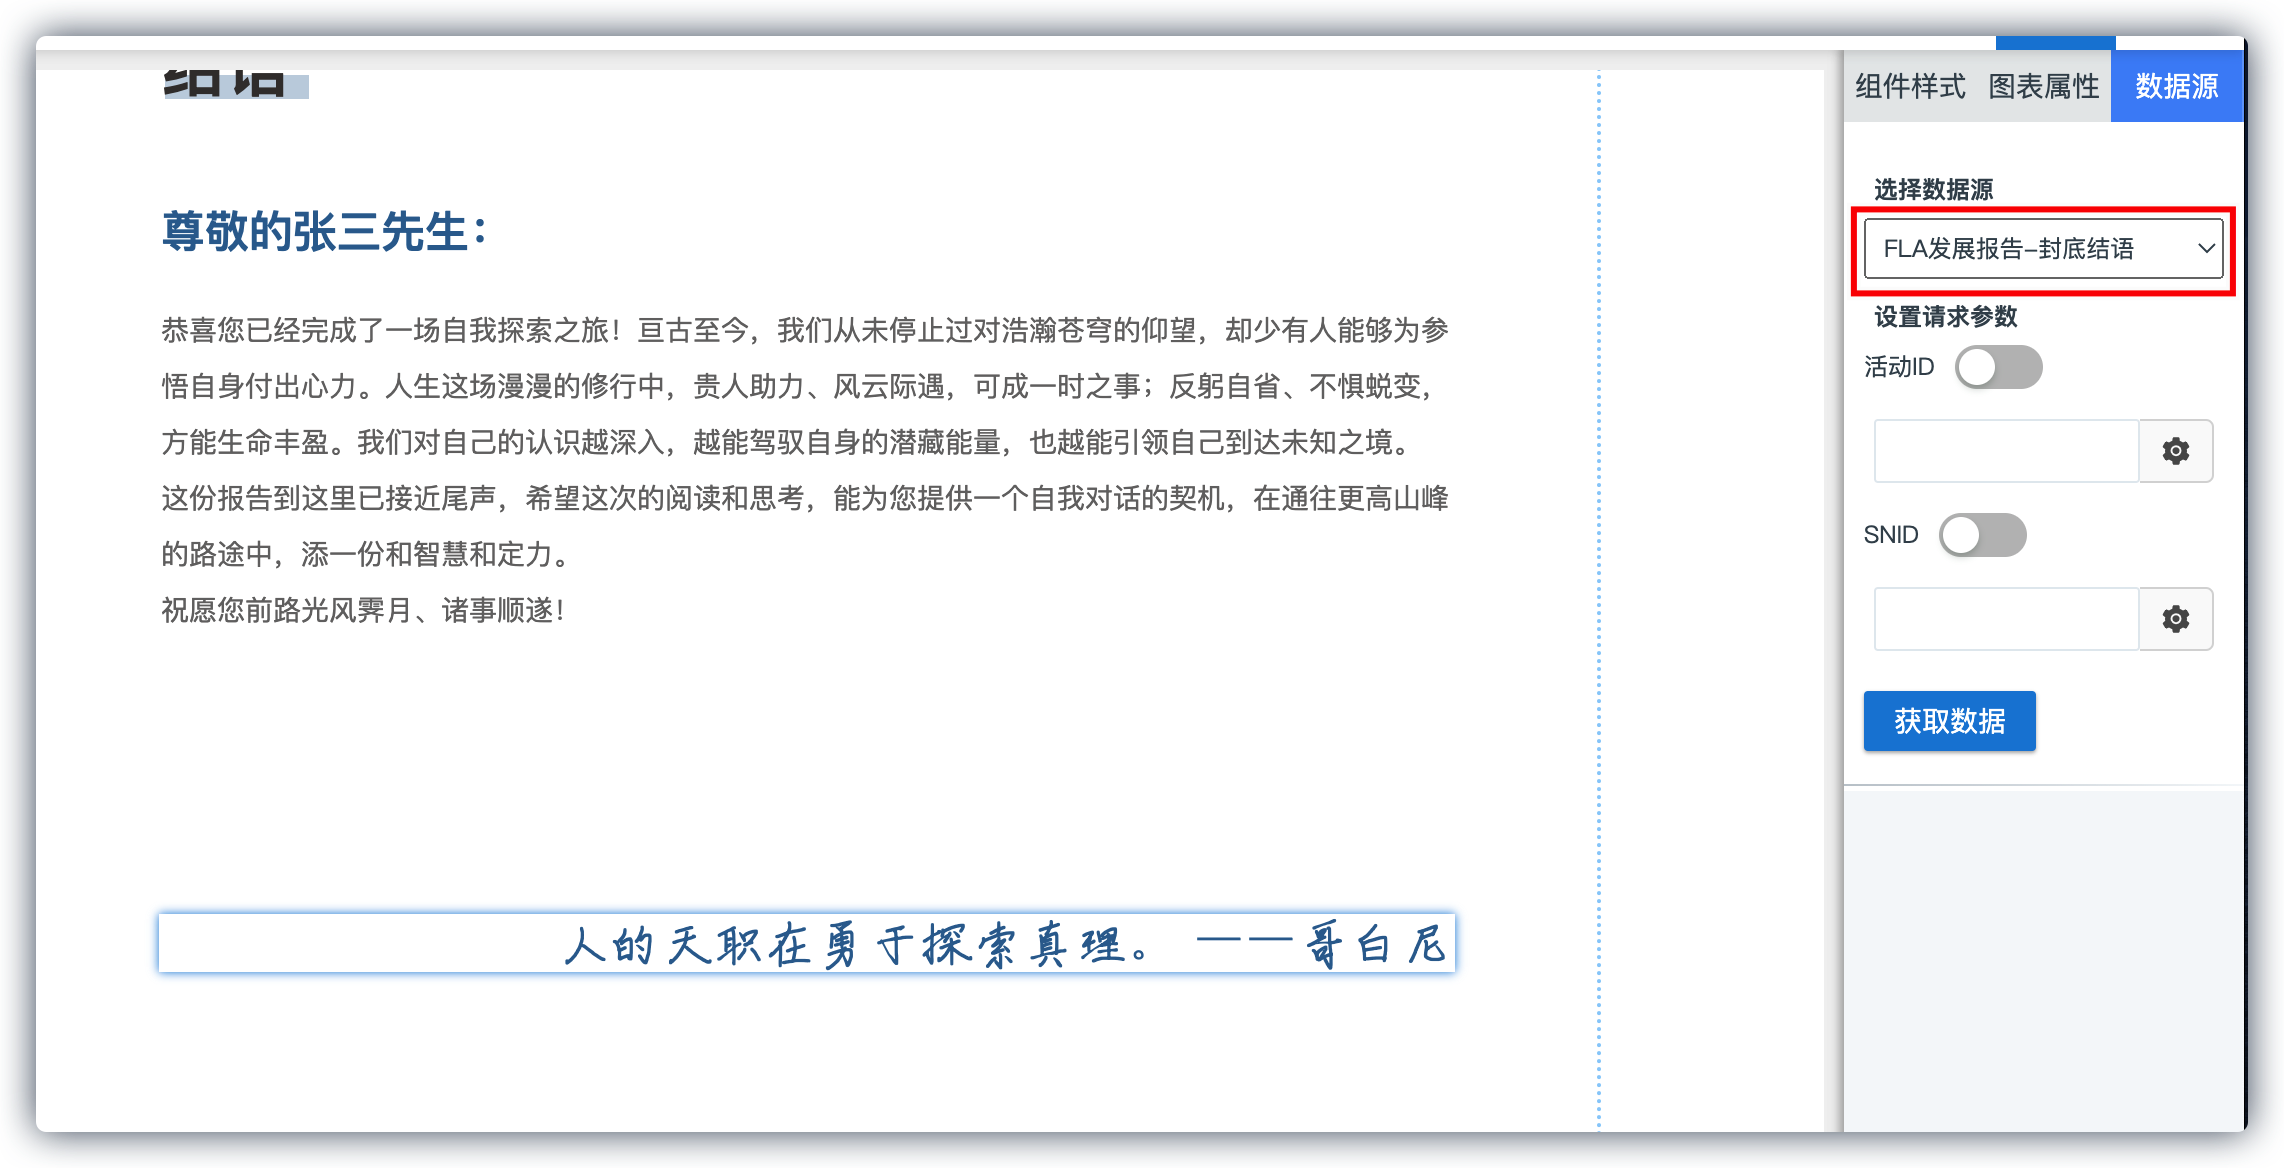 结语
尊敬的张三先生：
恭喜您已经完成了一场自我探索之旅！亘古至今，我们从未停止过对浩瀚苍穹的仰望，却少有人能够为参
悟自身付出心力。人生这场漫漫的修行中，贵人助力、风云际遇，可成一时之事；反躬自省、不惧蜕变，
方能生命丰盈。我们对自己的认识越深入，越能驾驭自身的潜藏能量，也越能引领自己到达未知之境。
这份报告到这里已接近尾声，希望这次的阅读和思考，能为您提供一个自我对话的契机，在通往更高山峰
的路途中，添一份和智慧和定力。
祝愿您前路光风霁月、诸事顺遂！
人的天职在勇于探索真理。 ——哥白尼
组件样式 图表属性 数据源
选择数据源
FLA发展报告-封底结语
设置请求参数
活动ID
SNID
获取数据